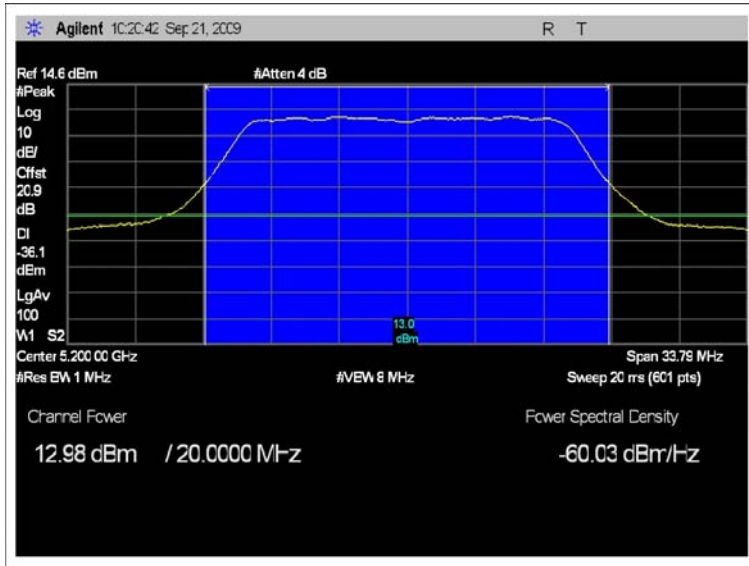 Agilent 10:20:42 Sep 21, 2009 R T
Ref 14.6 dBm #Atten 4 dB
#Peak
Log
10
dB/
Offst
20.9
dB
DI
-36.1
dBm
LgAv
100
W1 S2
13.0
dBm
Center 5.200 00 GHz Span 33.79 MHz
#Res BW 1 MHz #VBW 8 MHz Sweep 20 ms (601 pts)
Channel Power Power Spectral Density
12.98 dBm / 20.0000 MHz -60.03 dBm/Hz